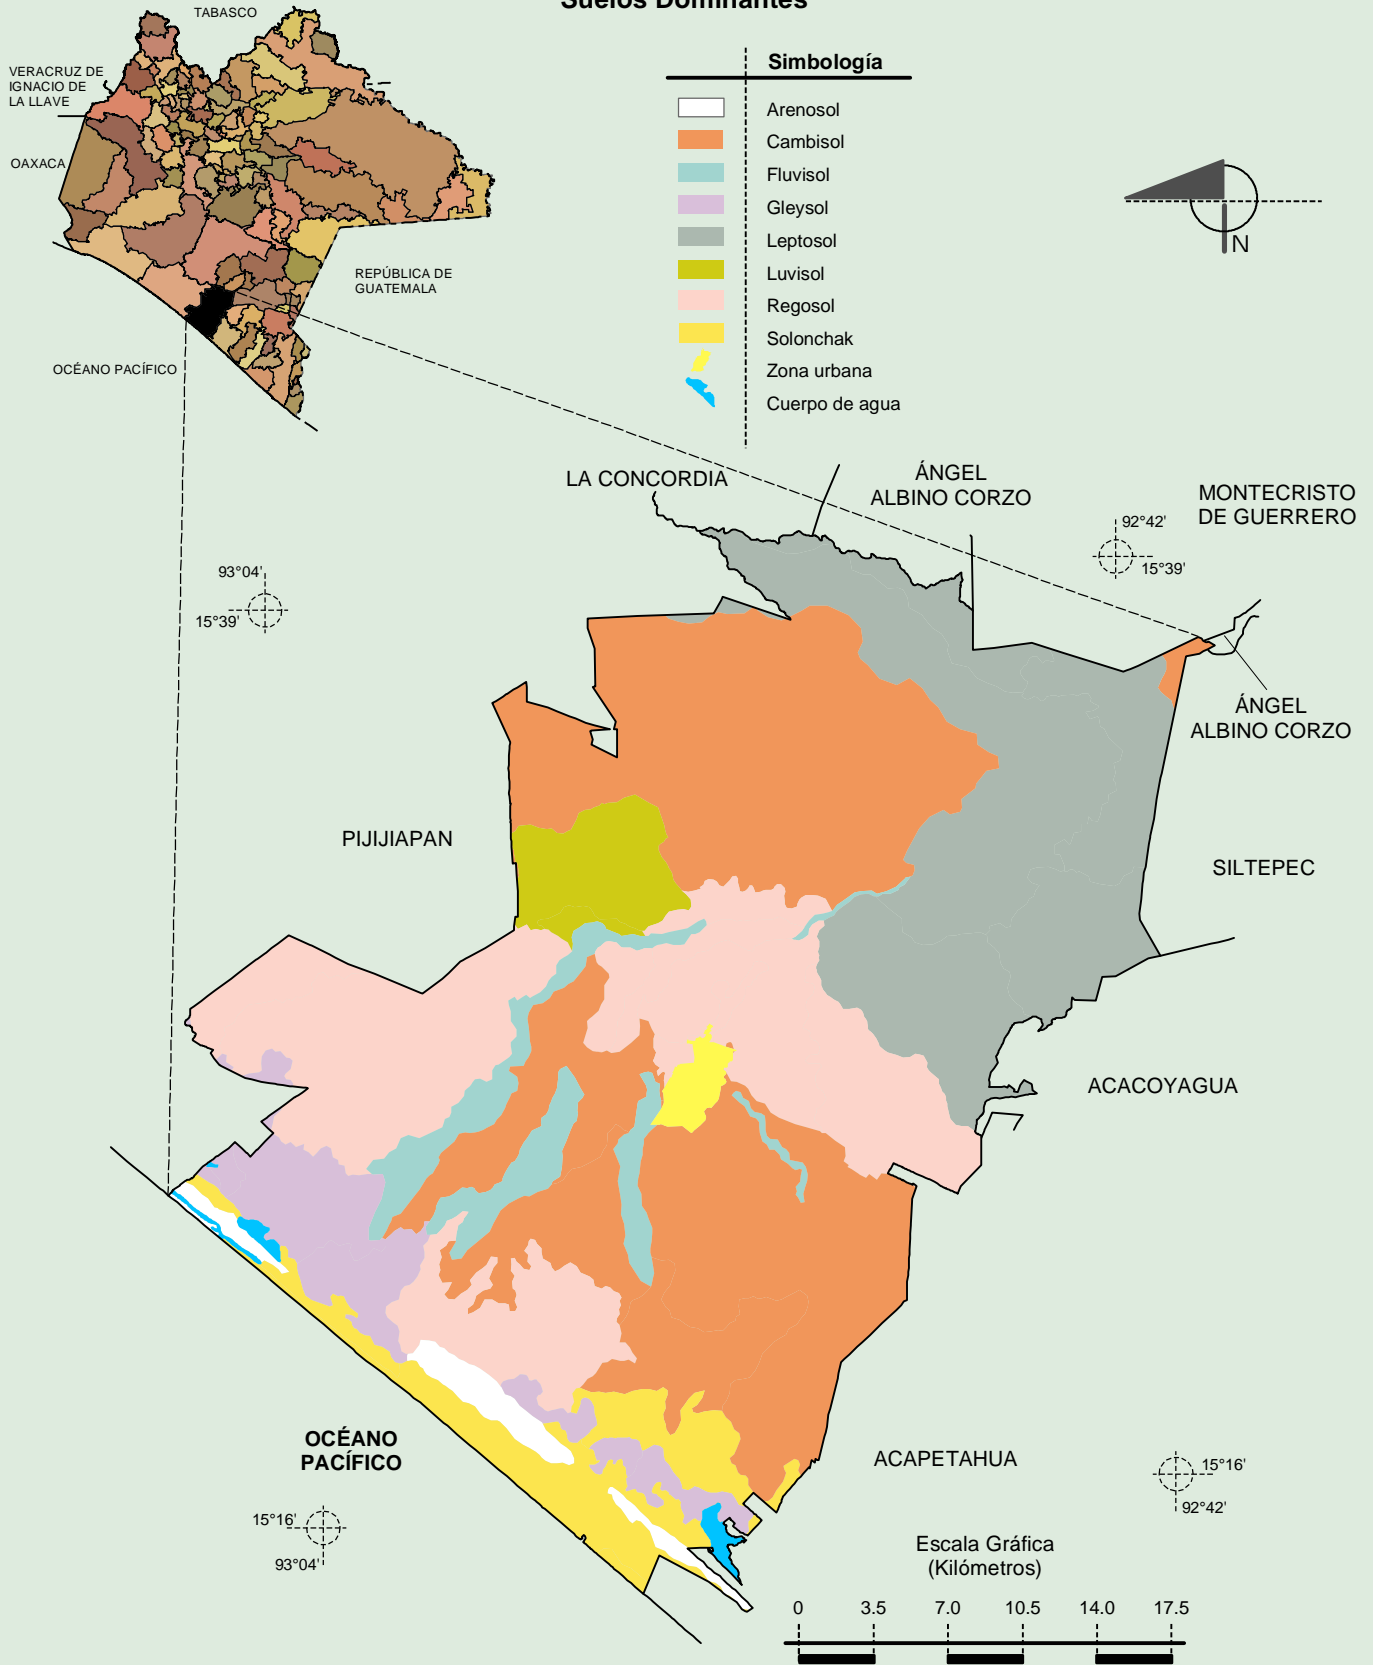 Suelos Dominantes
TABASCO
VERACRUZ DE
IGNACIO DE
LA LLAVE
OAXACA
REPÚBLICA DE
GUATEMALA
OCÉANO PACÍFICO
Simbología
Arenosol
Cambisol
Fluvisol
Gleysol
Leptosol
Luvisol
Regosol
Solonchak
Zona urbana
Cuerpo de agua
N
LA CONCORDIA
ÁNGEL
ALBINO CORZO
MONTECRISTO
DE GUERRERO
92°42'
15°39'
93°04'
15°39'
ÁNGEL
ALBINO CORZO
PIJIJIAPAN
SILTEPEC
ACACOYAGUA
OCÉANO
PACÍFICO
ACAPETAHUA
15°16'
92°42'
15°16'
93°04'
Escala Gráfica
(Kilómetros)
0 3.5 7.0 10.5 14.0 17.5